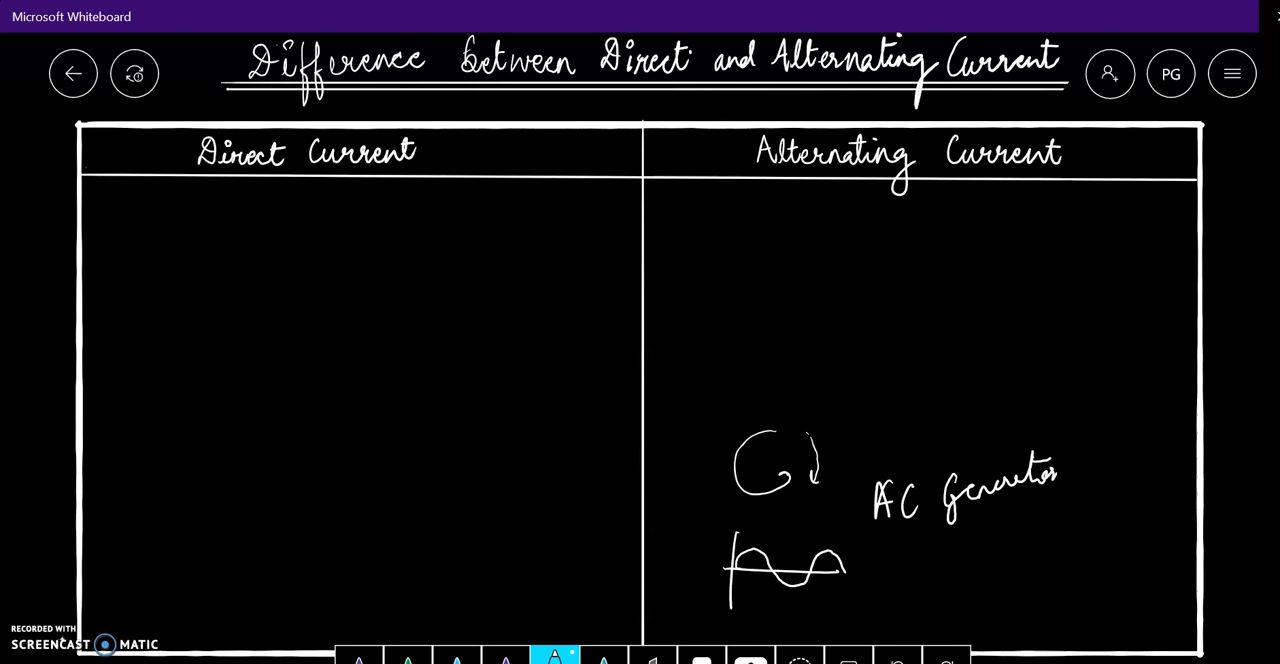 Microsoft Whiteboard
Difference between Direct and Alternating Current
PG
Direct Current
Alternating Current
AC Generator
RECORDED WITH
SCREENCAST MATIC